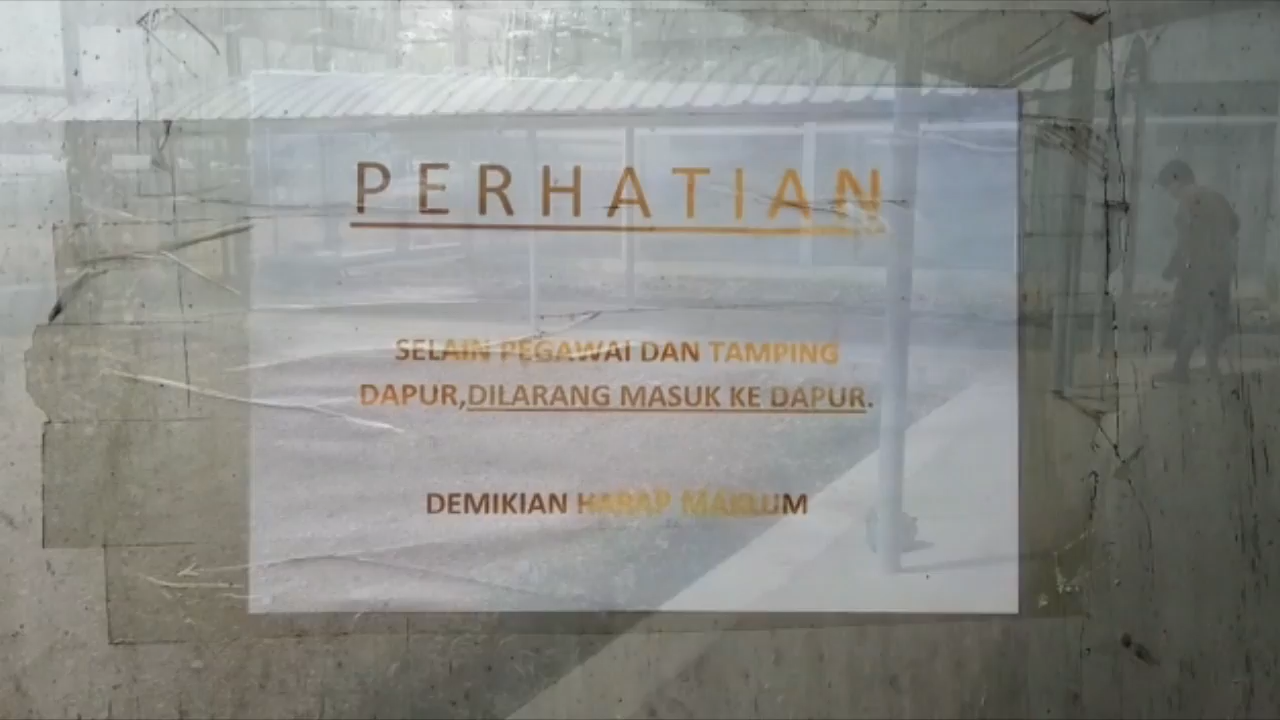 PERHATIAN
SELAIN PEGAWAI DAN TAMPING
DAPUR,DILARANG MASUK KE DAPUR.
DEMIKIAN HARAP MAKLUM